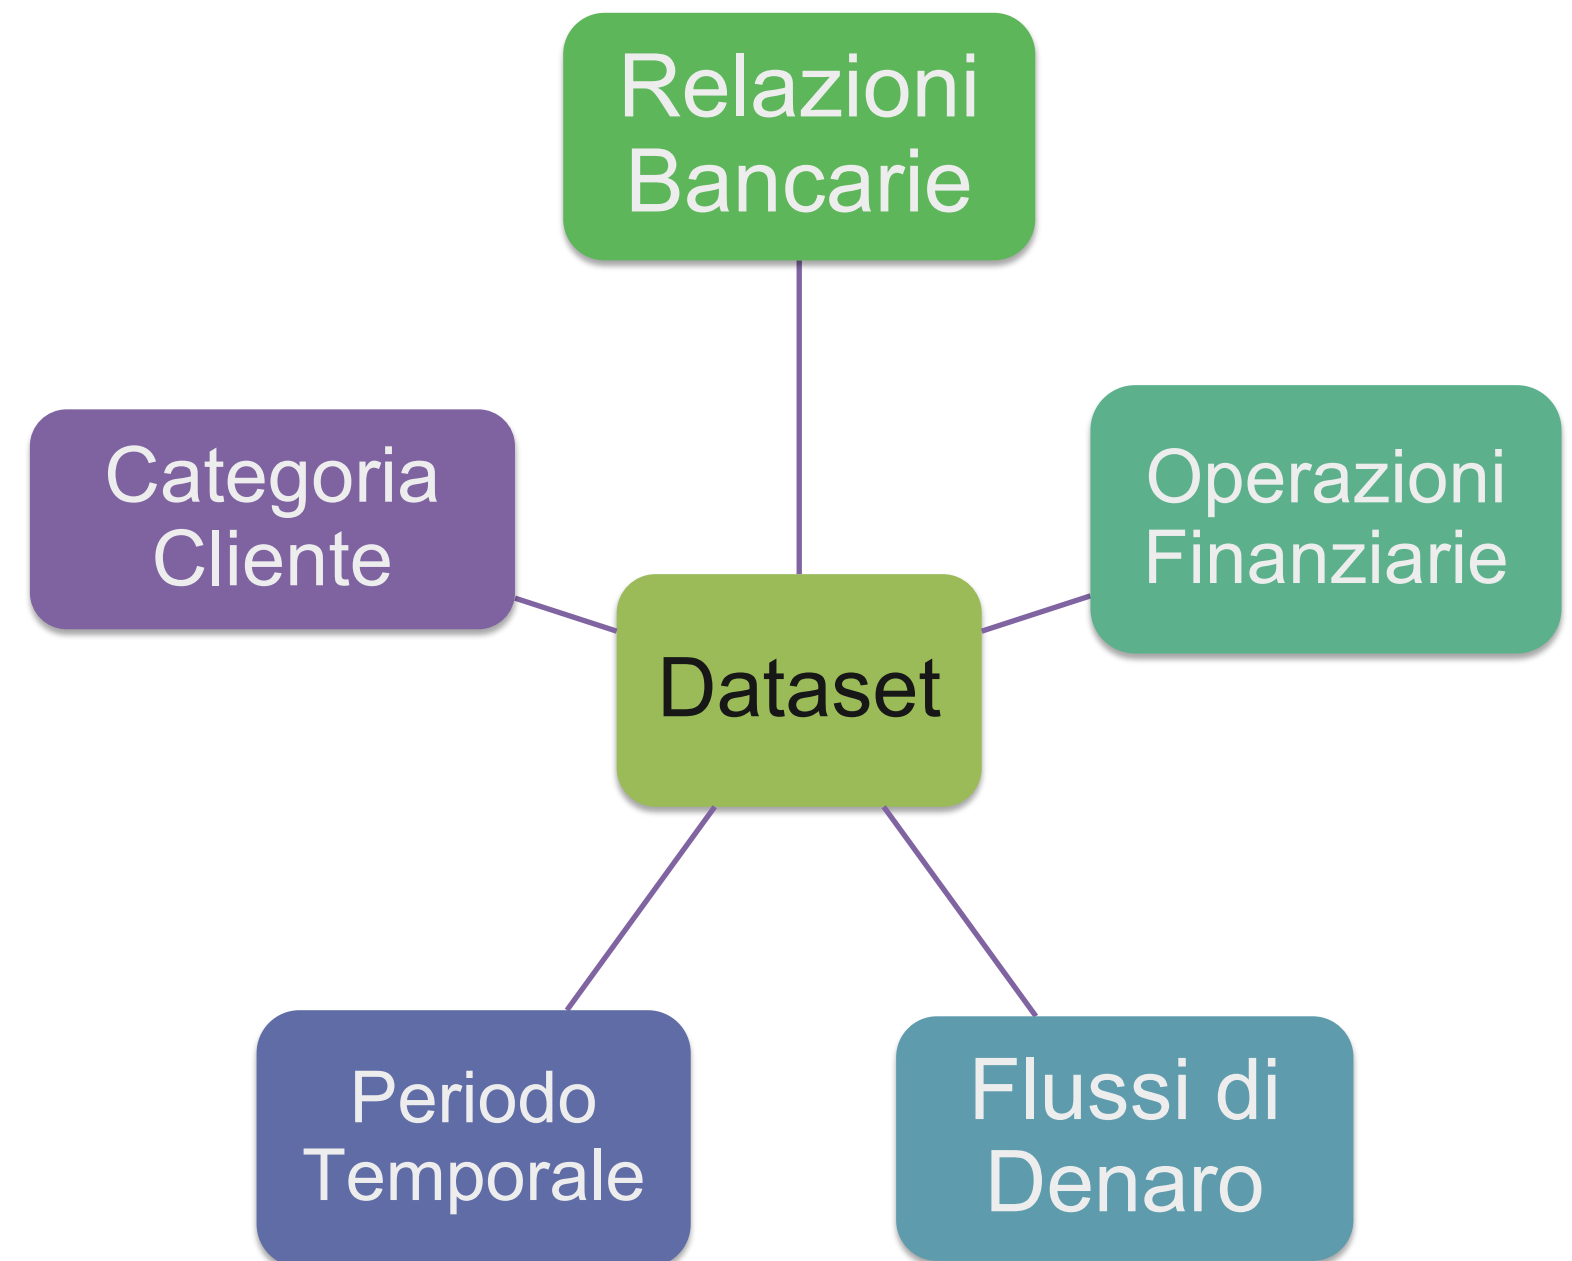 Relazioni
Bancarie
Categoria
Cliente
Operazioni
Finanziarie
Dataset
Periodo
Temporale
Flussi di
Denaro